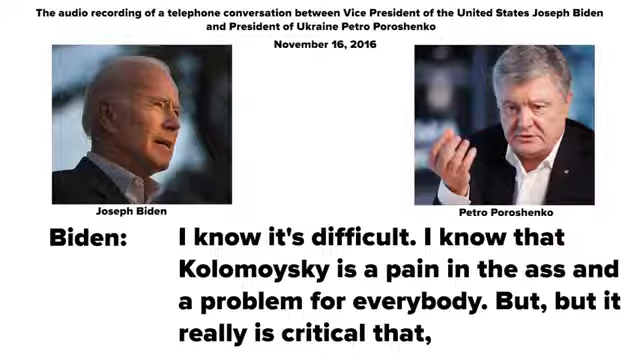 The audio recording of a telephone conversation between Vice President of the United States Joseph Biden
and President of Ukraine Petro Poroshenko
November 16, 2016
Joseph Biden
Petro Poroshenko
Biden:
I know it's difficult. I know that
Kolomoysky is a pain in the ass and
a problem for everybody. But, but it
really is critical that,